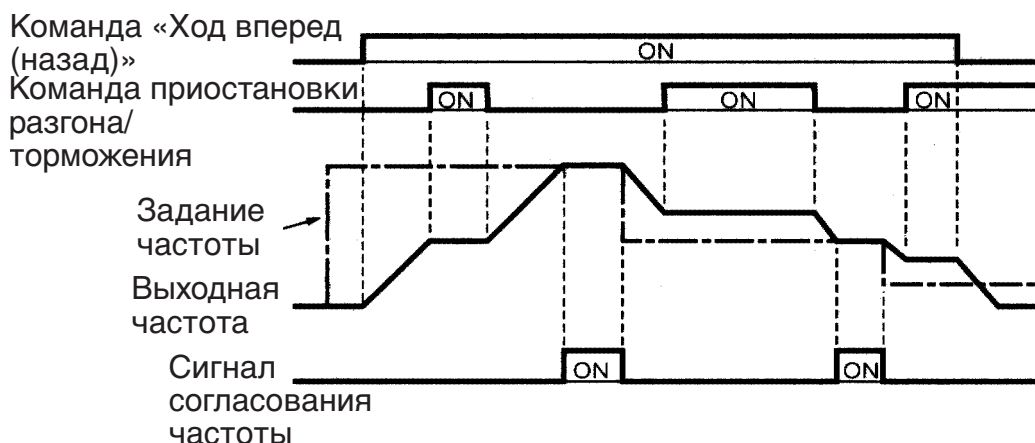 Команда «Ход вперед
(назад)»
ON
Команда приостановки
разгона/
торможения
ON
ON
ON
Задание
частоты
Выходная
частота
Сигнал
согласования
частоты
ON
ON